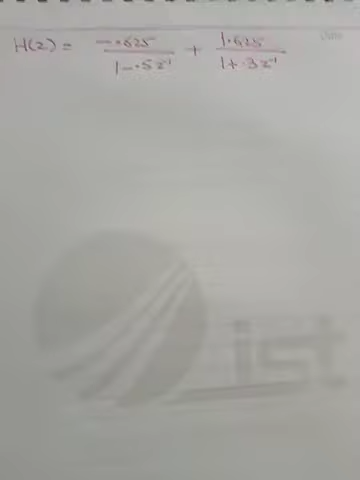 H(z) = -.625 / 1-.5z⁻¹ + 1.625 / 1+.3z⁻¹
ist